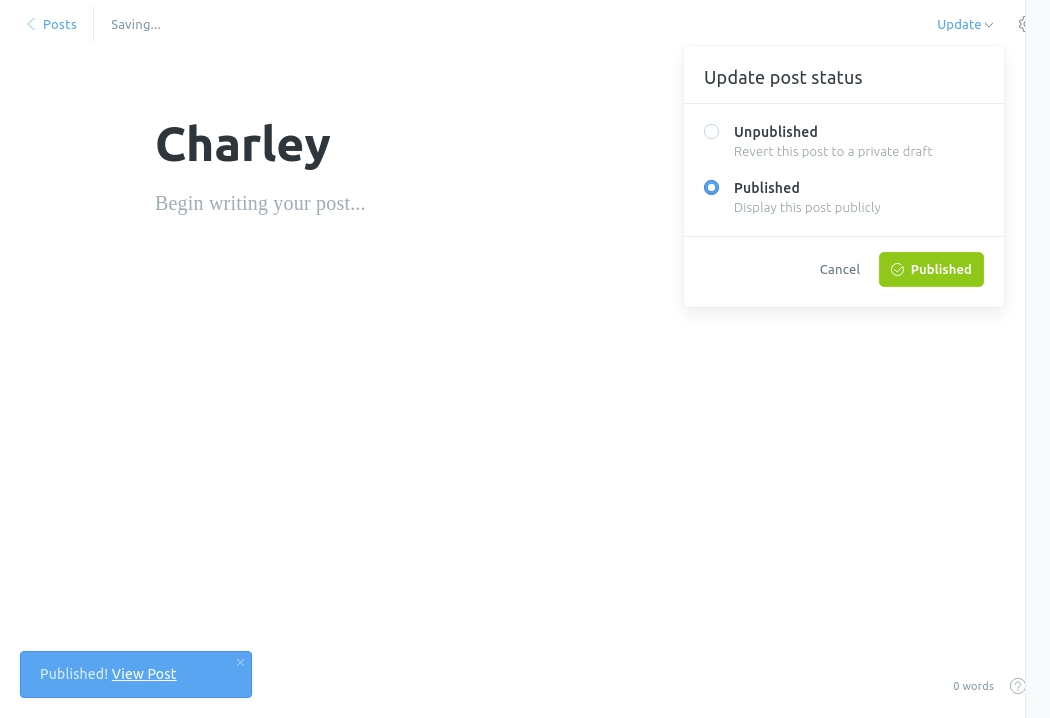 Posts
Saving...
Update
Update post status
Unpublished
Revert this post to a private draft
Published
Display this post publicly
Cancel
Published
Charley
Begin writing your post...
Published! View Post
0 words
?